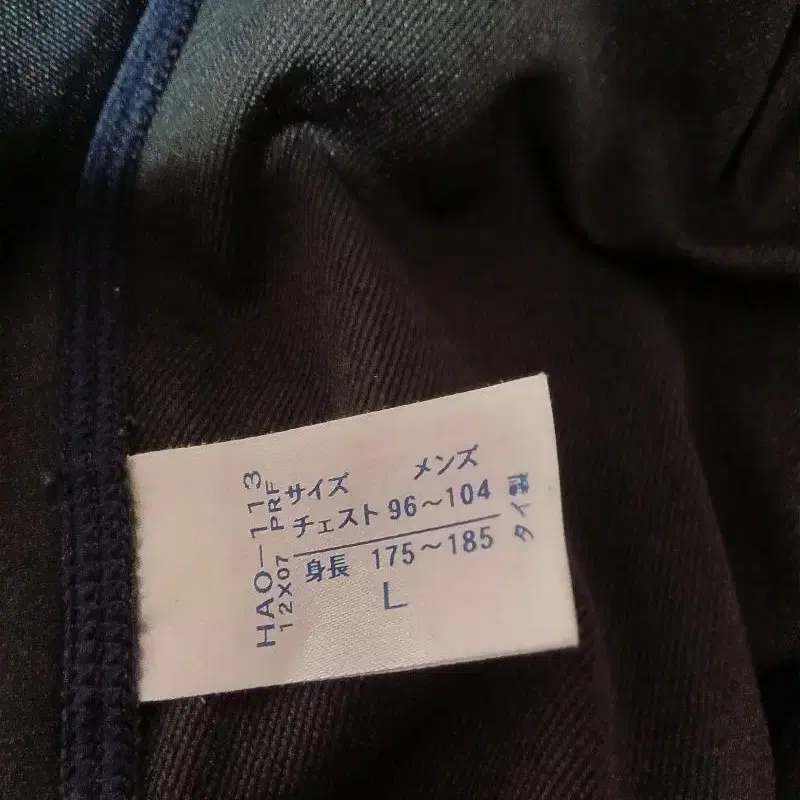 サイズ メンズ
チェスト 96～104
身長 175～185
L
タイ製
HAO-113
12X07 PRF